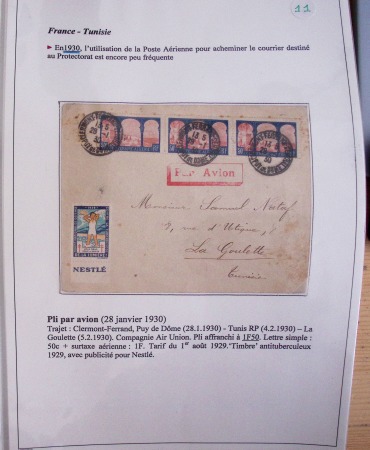 11
France - Tunisie
► En 1930, l'utilisation de la Poste Aérienne pour acheminer le courrier destiné
au Protectorat est encore peu fréquente
Par Avion
Monsieur Samuel Nataf
rue d'Utique
La Goulette
Tunisie
NESTLÉ
Pli par avion (28 janvier 1930)
Trajet : Clermont-Ferrand, Puy de Dôme (28.1.1930) - Tunis RP (4.2.1930) – La
Goulette (5.2.1930). Compagnie Air Union. Pli affranchi à 1F50. Lettre simple :
50c + surtaxe aérienne : 1F. Tarif du 1er août 1929.'Timbre' antituberculeux
1929, avec publicité pour Nestlé.